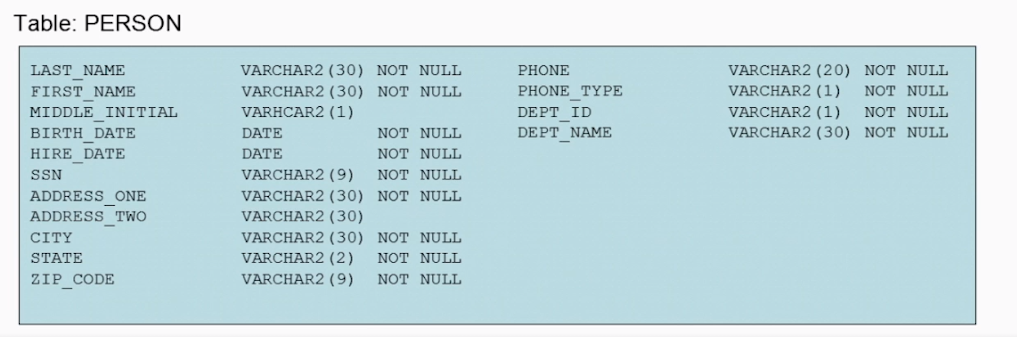 Table: PERSON
LAST_NAME VARCHAR2(30) NOT NULL PHONE VARCHAR2(20) NOT NULL
FIRST_NAME VARCHAR2(30) NOT NULL PHONE_TYPE VARCHAR2(1) NOT NULL
MIDDLE_INITIAL VARHCAR2(1) DEPT_ID VARCHAR2(1) NOT NULL
BIRTH_DATE DATE NOT NULL DEPT_NAME VARCHAR2(30) NOT NULL
HIRE_DATE DATE NOT NULL
SSN VARCHAR2(9) NOT NULL
ADDRESS_ONE VARCHAR2(30) NOT NULL
ADDRESS_TWO VARCHAR2(30)
CITY VARCHAR2(30) NOT NULL
STATE VARCHAR2(2) NOT NULL
ZIP_CODE VARCHAR2(9) NOT NULL